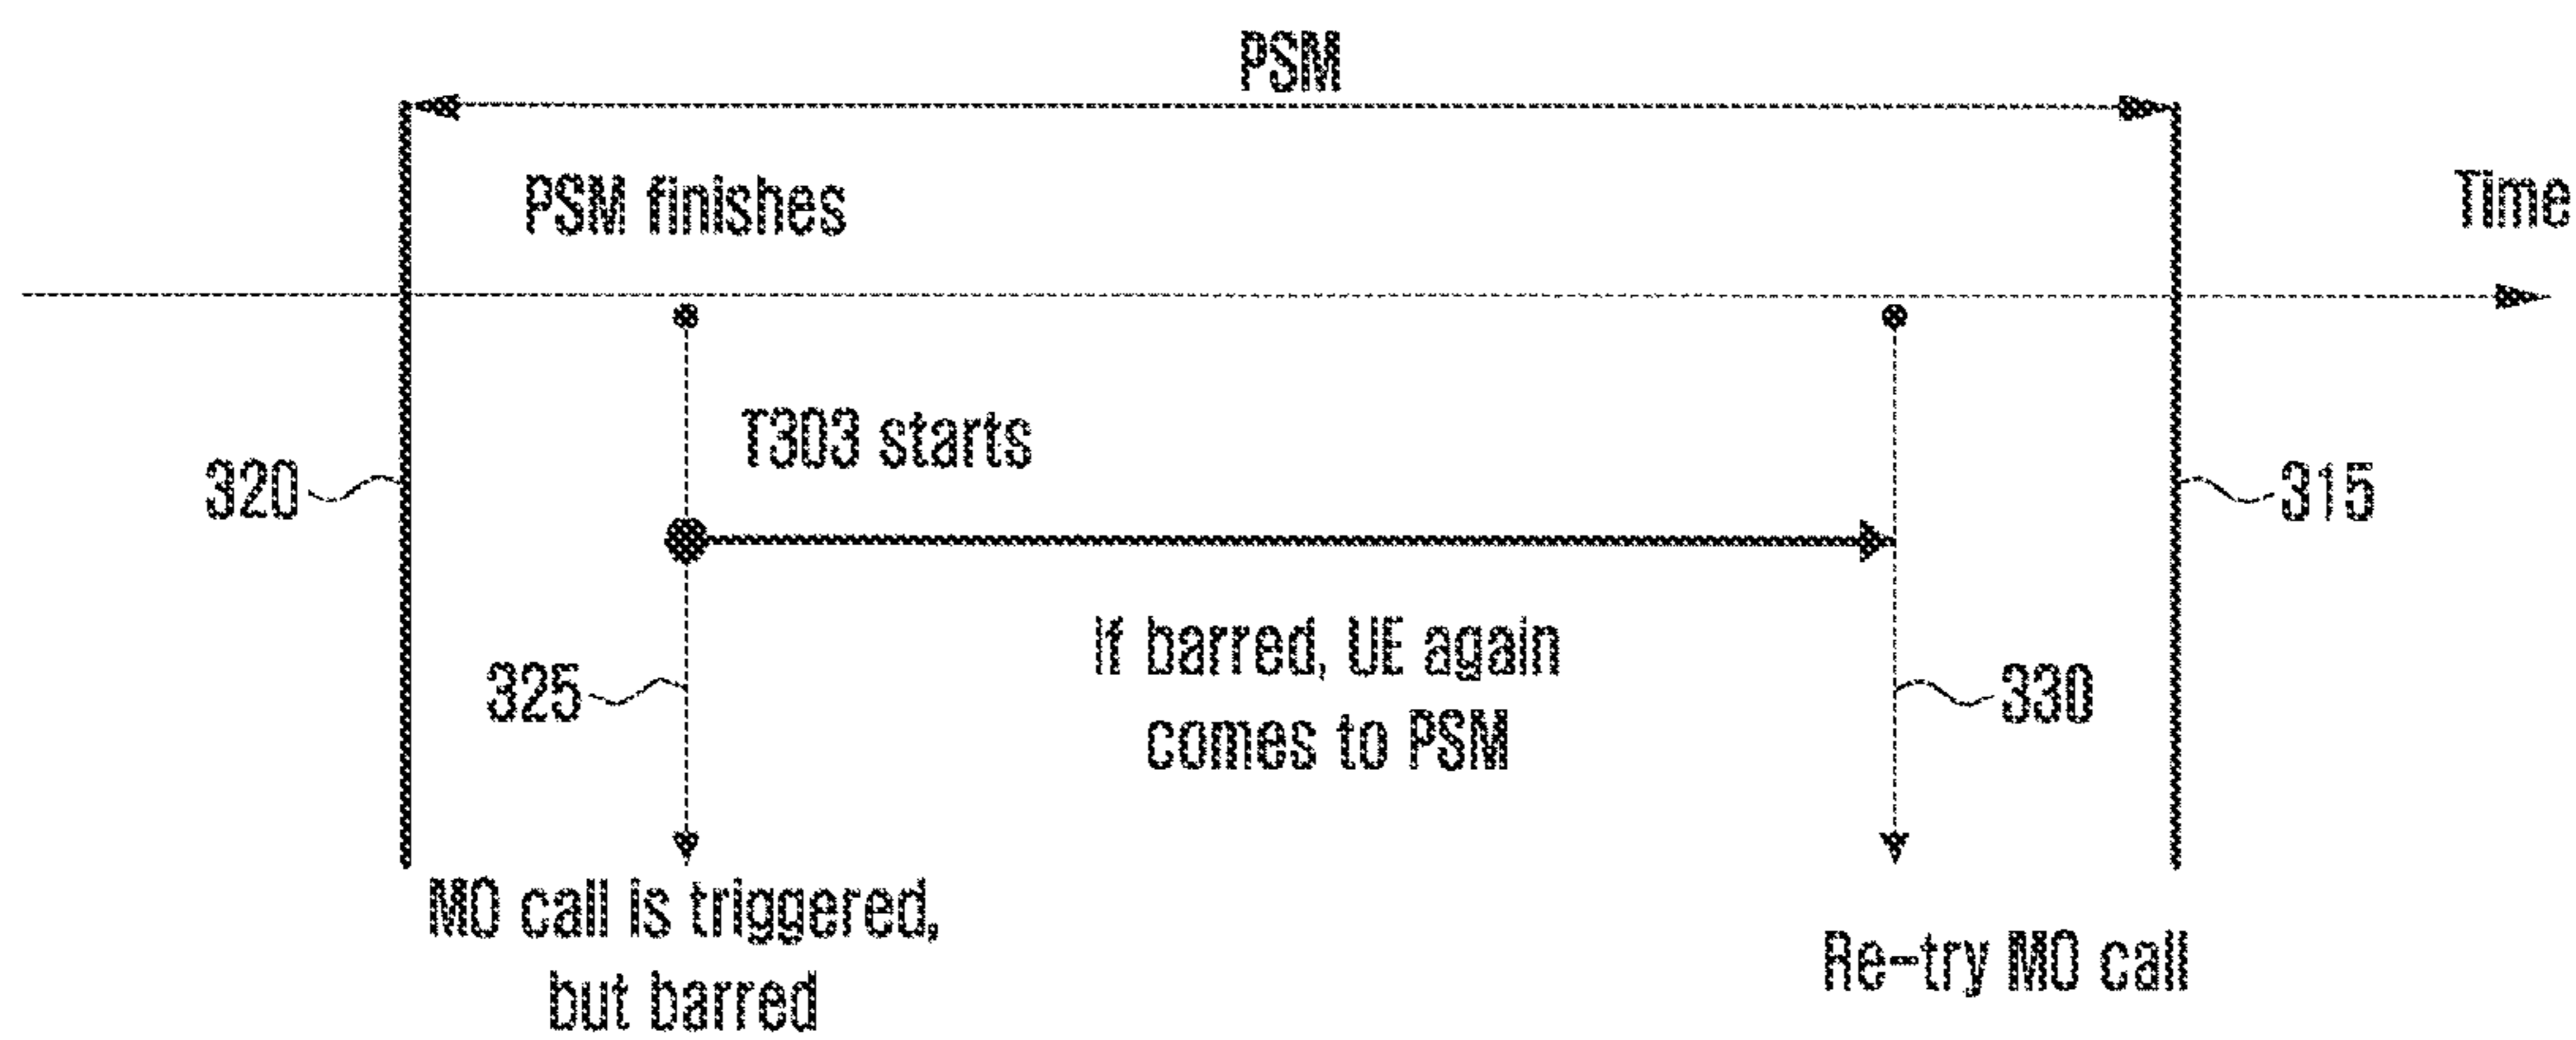 PSM
PSM finishes
Time
T303 starts
320
315
If barred, UE again
comes to PSM
325
330
MO call is triggered,
but barred
Re-try MO call